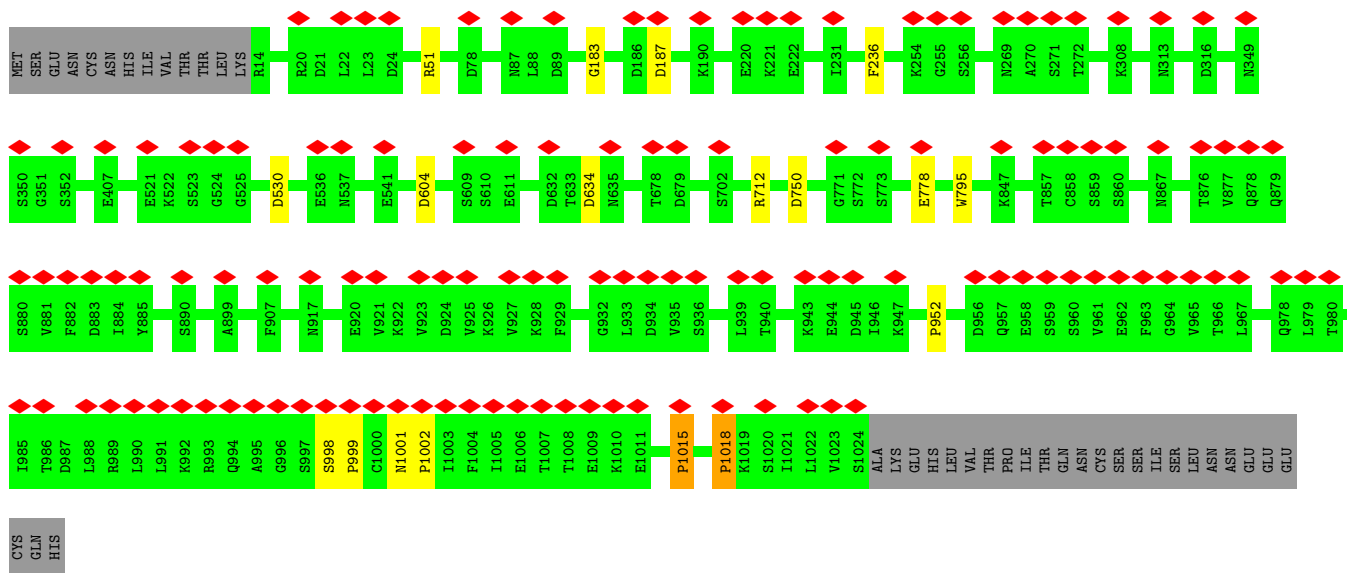 MET SER GLU ASN CYS ASN HIS ILE VAL THR THR LEU LYS R14 R20 D21 L22 L23 D24 R51 D78 N87 L88 D89 G183 D186 D187 K190 E220 K221 E222 I231 F236 K254 G255 S256 N269 A270 S271 T272 K308 N313 D316 N349
S350 G351 S352 E407 E521 K522 S523 G524 G525 D530 E536 N537 E541 D604 S609 S610 E611 D632 T633 D634 N635 T678 D679 S702 R712 D750 G771 S772 S773 E778 W795 K847 T857 C858 S859 S860 N867 T876 V877 Q878 Q879
S880 V881 F882 D883 I884 Y885 S890 A899 F907 N917 E920 V921 K922 V923 D924 V925 K926 V927 K928 F929 G932 L933 D934 V935 S936 L939 T940 K943 E944 D945 I946 K947 P952 D956 Q957 E958 S959 S960 V961 E962 F963 G964 V965 T966 L967 Q978 L979 T980
I985 T986 D987 L988 R989 L990 L991 K992 R993 Q994 A995 G996 S997 S998 P999 C1000 N1001 P1002 I1003 F1004 I1005 E1006 T1007 T1008 E1009 K1010 E1011 P1015 P1018 K1019 S1020 I1021 L1022 V1023 S1024 ALA LYS GLU HIS LEU VAL THR PRO ILE THR GLN ASN CYS SER SER ILE SER LEU ASN ASN GLU GLU GLU
CYS GLN HIS